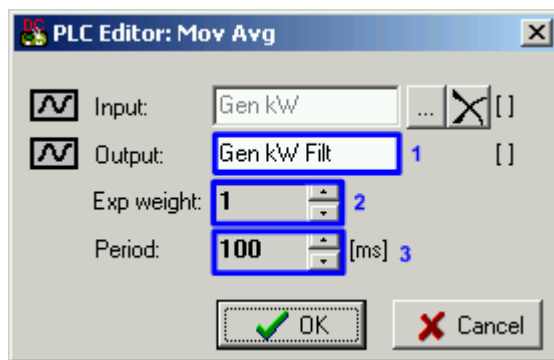 PLC Editor: Mov Avg
Input: Gen kW ... [ ]
Output: Gen kW Filt 1 [ ]
Exp weight: 1 2
Period: 100 [ms] 3
OK Cancel